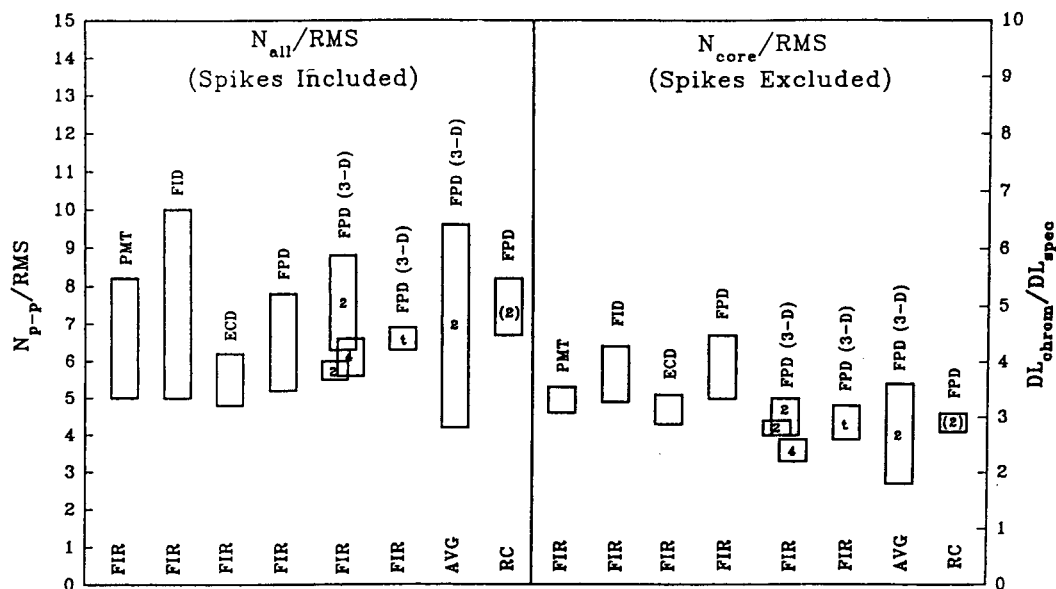 N_all/RMS
(Spikes Included)
N_core/RMS
(Spikes Excluded)
N_p-p/RMS
15
14
13
12
11
10
9
8
7
6
5
4
3
2
1
0
PMT
FID
ECD
FPD
FPD (3-D)
FPD (3-D)
FPD (3-D)
FPD
2
2
4
t
2
(2)
FIR
FIR
FIR
FIR
FIR
FIR
AVG
RC
PMT
FID
ECD
FPD
FPD (3-D)
FPD (3-D)
FPD (3-D)
FPD
2
2
4
t
2
(2)
FIR
FIR
FIR
FIR
FIR
FIR
AVG
RC
10
9
8
7
6
5
4
3
2
1
0
DL_chrom/DL_spec